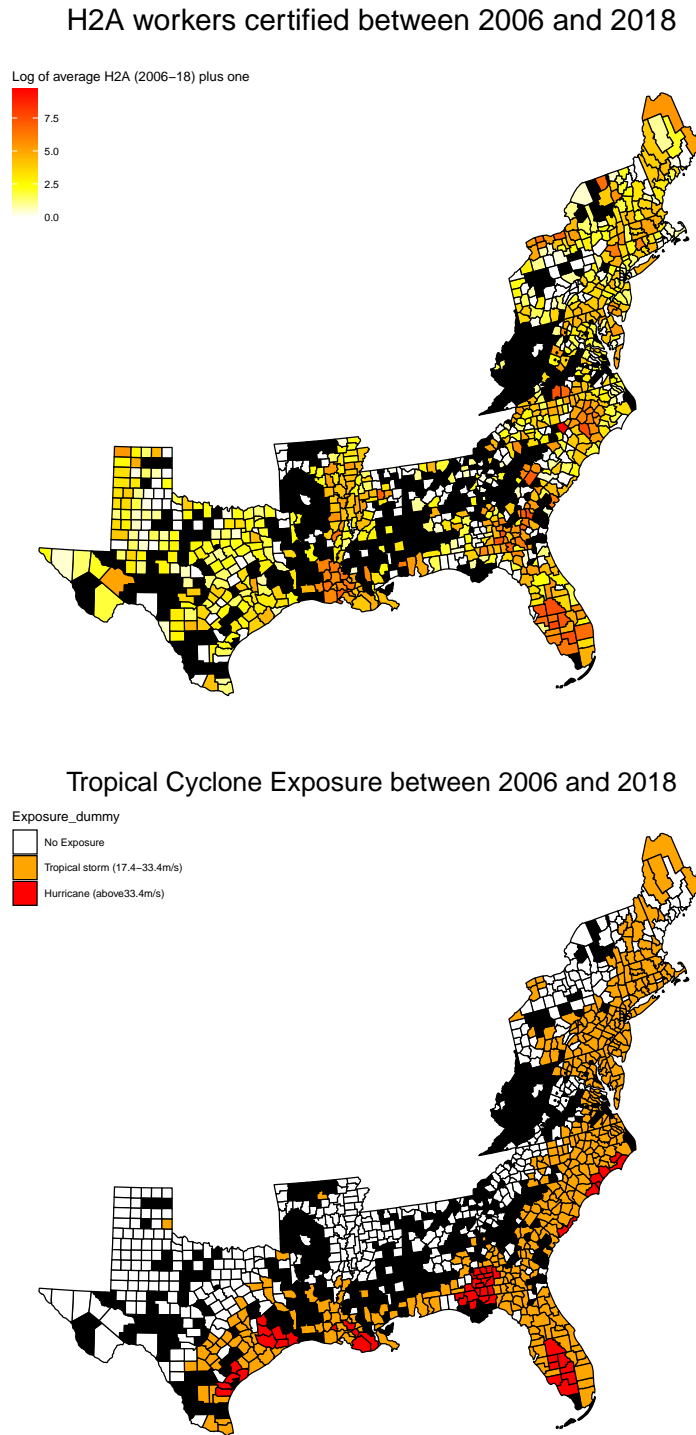 H2A workers certified between 2006 and 2018
Log of average H2A (2006−18) plus one
7.5
5.0
2.5
0.0
Tropical Cyclone Exposure between 2006 and 2018
Exposure_dummy
No Exposure
Tropical storm (17.4−33.4m/s)
Hurricane (above33.4m/s)